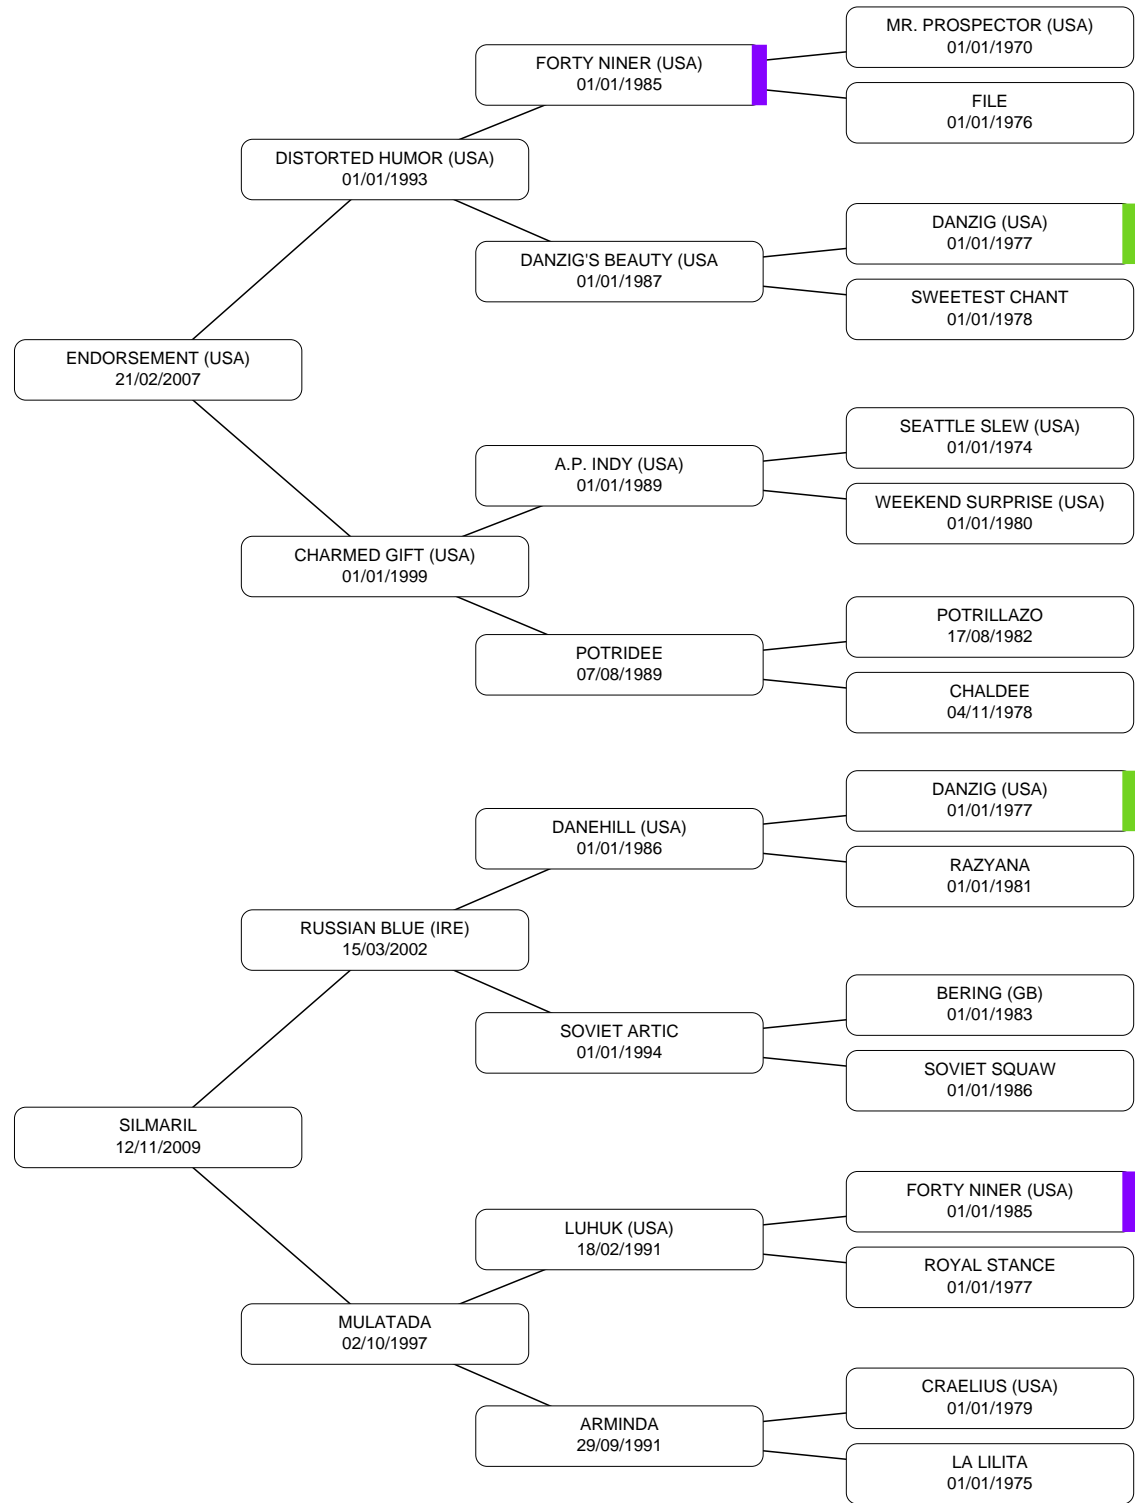 MR. PROSPECTOR (USA)
01/01/1970
FORTY NINER (USA)
01/01/1985
FILE
01/01/1976
DISTORTED HUMOR (USA)
01/01/1993
DANZIG (USA)
01/01/1977
DANZIG'S BEAUTY (USA
01/01/1987
SWEETEST CHANT
01/01/1978
ENDORSEMENT (USA)
21/02/2007
SEATTLE SLEW (USA)
01/01/1974
A.P. INDY (USA)
01/01/1989
WEEKEND SURPRISE (USA)
01/01/1980
CHARMED GIFT (USA)
01/01/1999
POTRILLAZO
17/08/1982
POTRIDEE
07/08/1989
CHALDEE
04/11/1978
DANZIG (USA)
01/01/1977
DANEHILL (USA)
01/01/1986
RAZYANA
01/01/1981
RUSSIAN BLUE (IRE)
15/03/2002
BERING (GB)
01/01/1983
SOVIET ARTIC
01/01/1994
SOVIET SQUAW
01/01/1986
SILMARIL
12/11/2009
FORTY NINER (USA)
01/01/1985
LUHUK (USA)
18/02/1991
ROYAL STANCE
01/01/1977
MULATADA
02/10/1997
CRAELIUS (USA)
01/01/1979
ARMINDA
29/09/1991
LA LILITA
01/01/1975